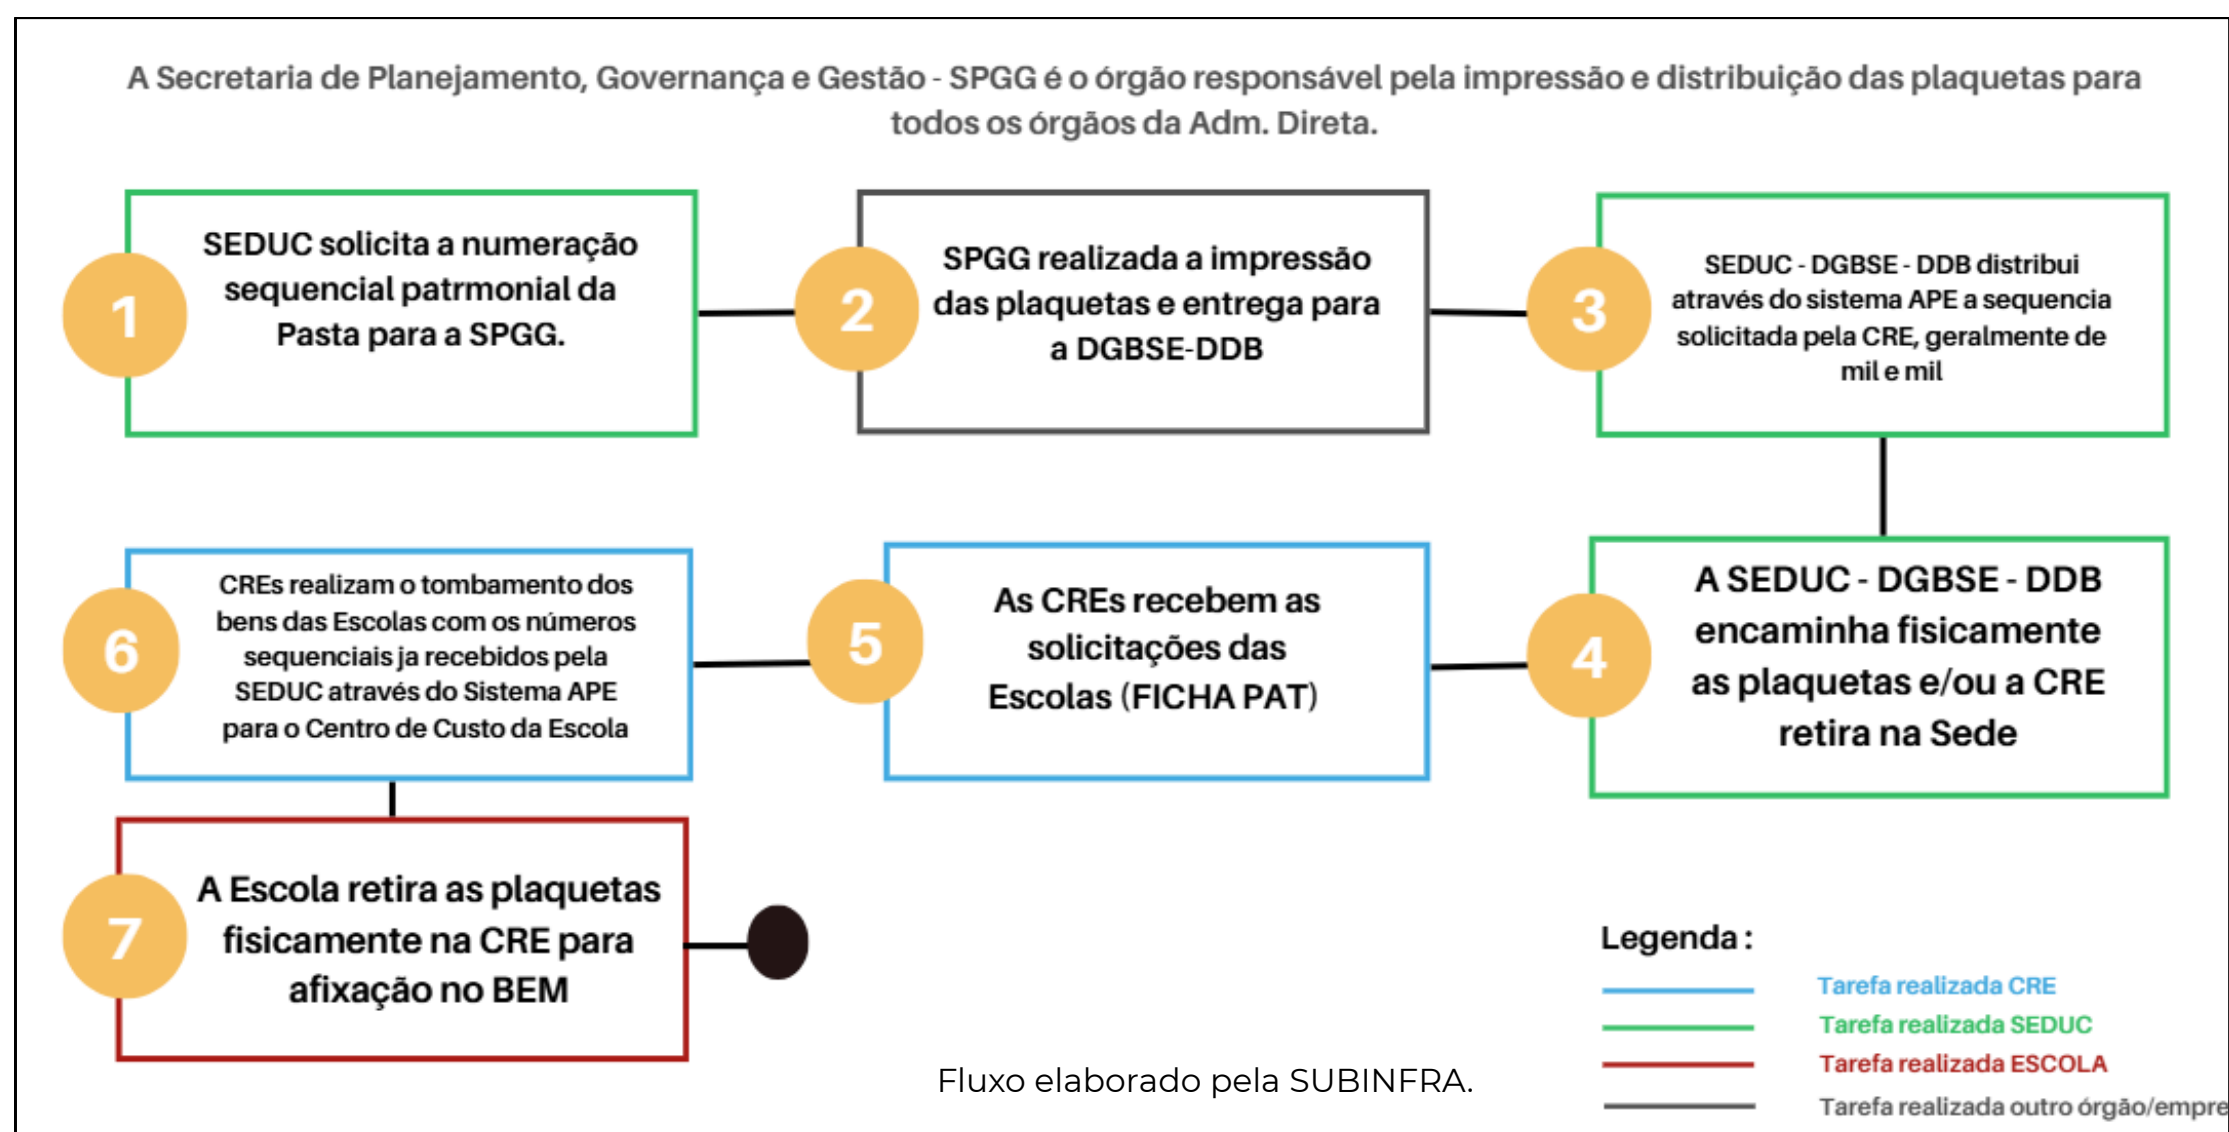 A Secretaria de Planejamento, Governança e Gestão - SPGG é o órgão responsável pela impressão e distribuição das plaquetas para
todos os órgãos da Adm. Direta.
1
SEDUC solicita a numeração
sequencial patrmonial da
Pasta para a SPGG.
2
SPGG realizada a impressão
das plaquetas e entrega para
a DGBSE-DDB
3
SEDUC - DGBSE - DDB distribui
através do sistema APE a sequencia
solicitada pela CRE, geralmente de
mil e mil
4
A SEDUC - DGBSE - DDB
encaminha fisicamente
as plaquetas e/ou a CRE
retira na Sede
5
As CREs recebem as
solicitações das
Escolas (FICHA PAT)
6
CREs realizam o tombamento dos
bens das Escolas com os números
sequenciais ja recebidos pela
SEDUC através do Sistema APE
para o Centro de Custo da Escola
7
A Escola retira as plaquetas
fisicamente na CRE para
afixação no BEM
Legenda :
Tarefa realizada CRE
Tarefa realizada SEDUC
Tarefa realizada ESCOLA
Tarefa realizada outro órgão/empre
Fluxo elaborado pela SUBINFRA.